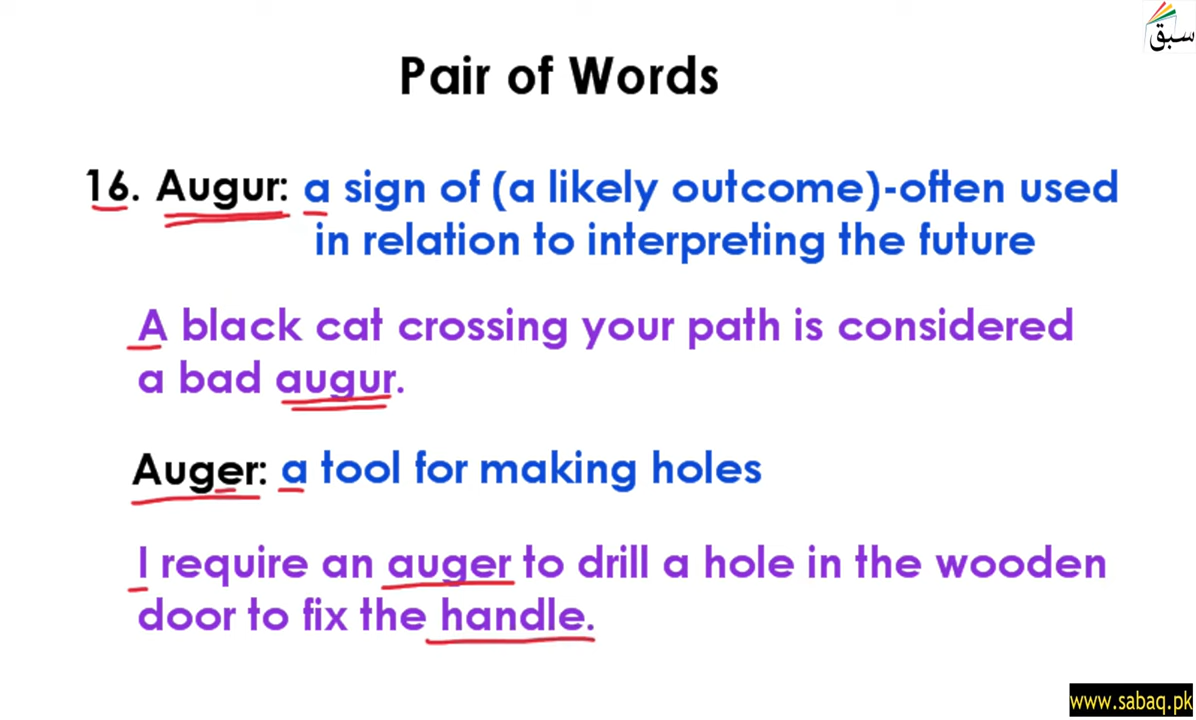 سبق
Pair of Words
16. Augur: a sign of (a likely outcome)-often used
in relation to interpreting the future
A black cat crossing your path is considered
a bad augur.
Auger: a tool for making holes
I require an auger to drill a hole in the wooden
door to fix the handle.
www.sabaq.pk